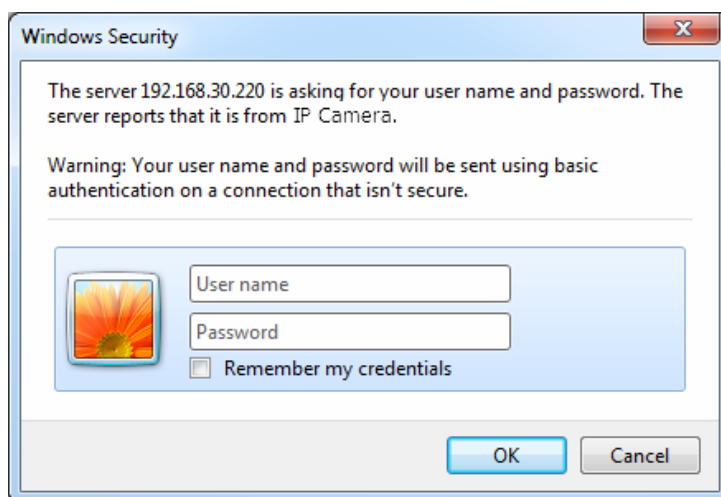 Windows Security
The server 192.168.30.220 is asking for your user name and password. The
server reports that it is from IP Camera.
Warning: Your user name and password will be sent using basic
authentication on a connection that isn't secure.
User name
Password
Remember my credentials
OK
Cancel